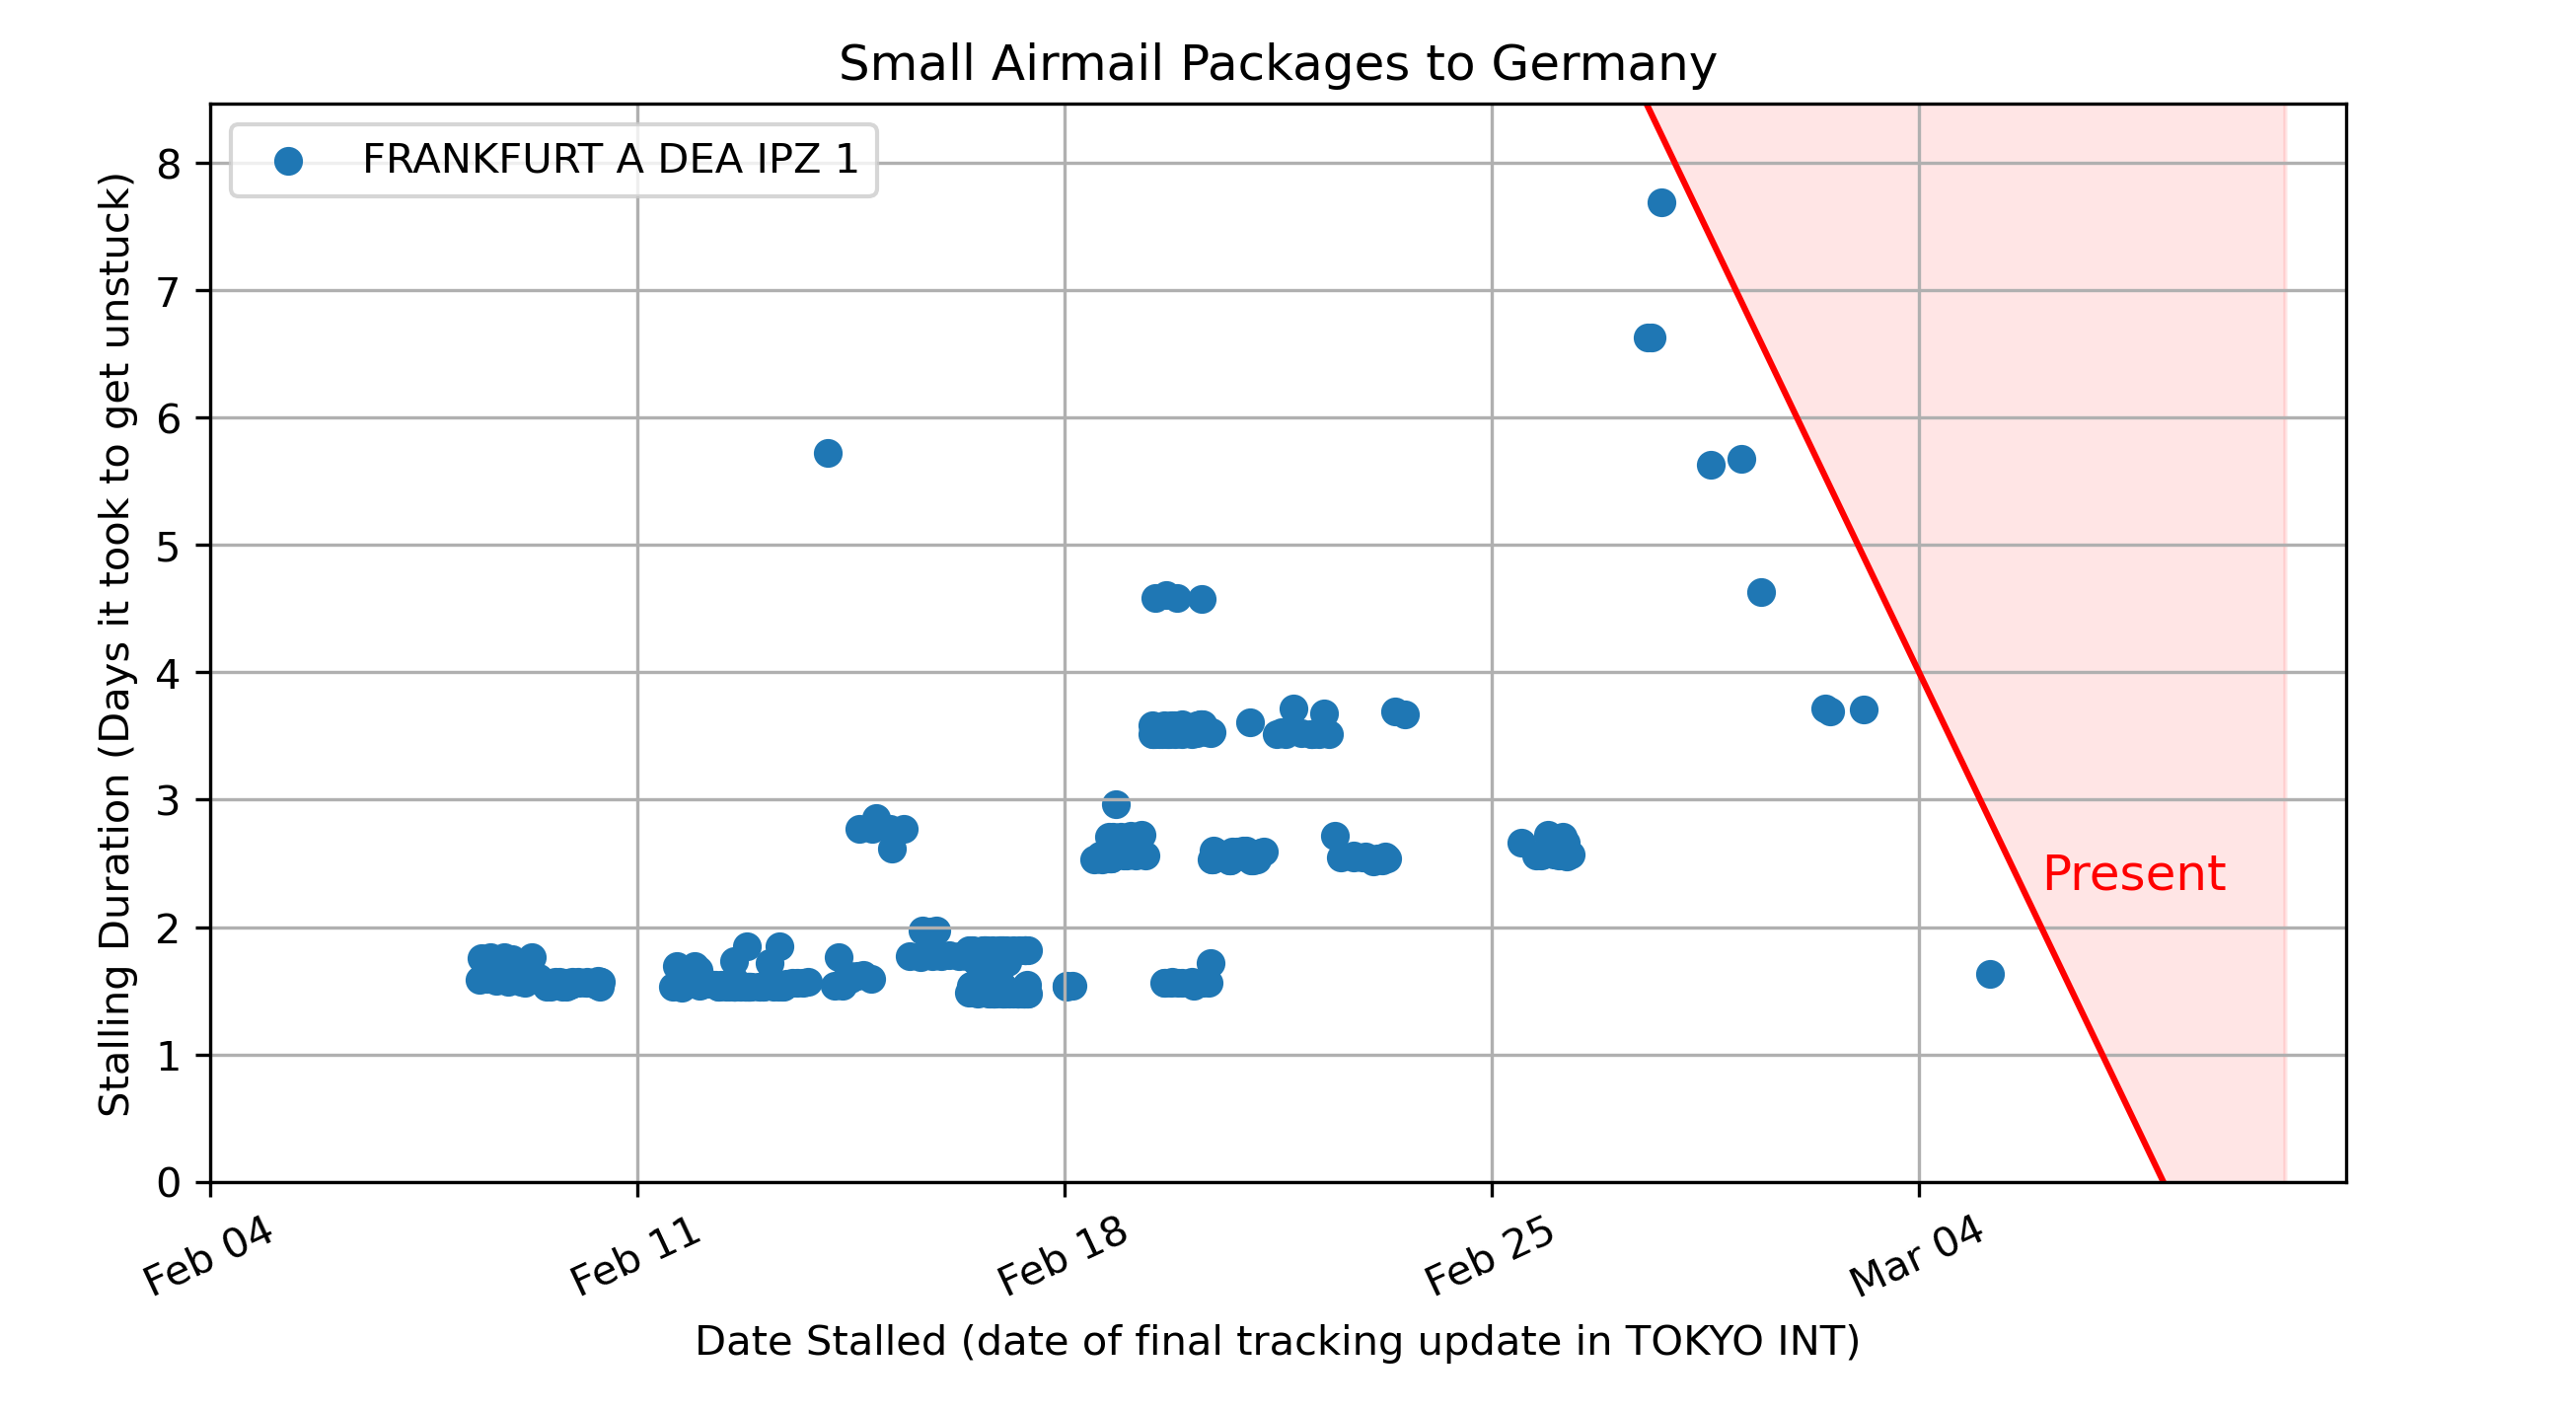 Small Airmail Packages to Germany
FRANKFURT A DEA IPZ 1
Stalling Duration (Days it took to get unstuck)
8
7
6
5
4
3
2
1
0
Present
Feb 04
Feb 11
Feb 18
Feb 25
Mar 04
Date Stalled (date of final tracking update in TOKYO INT)